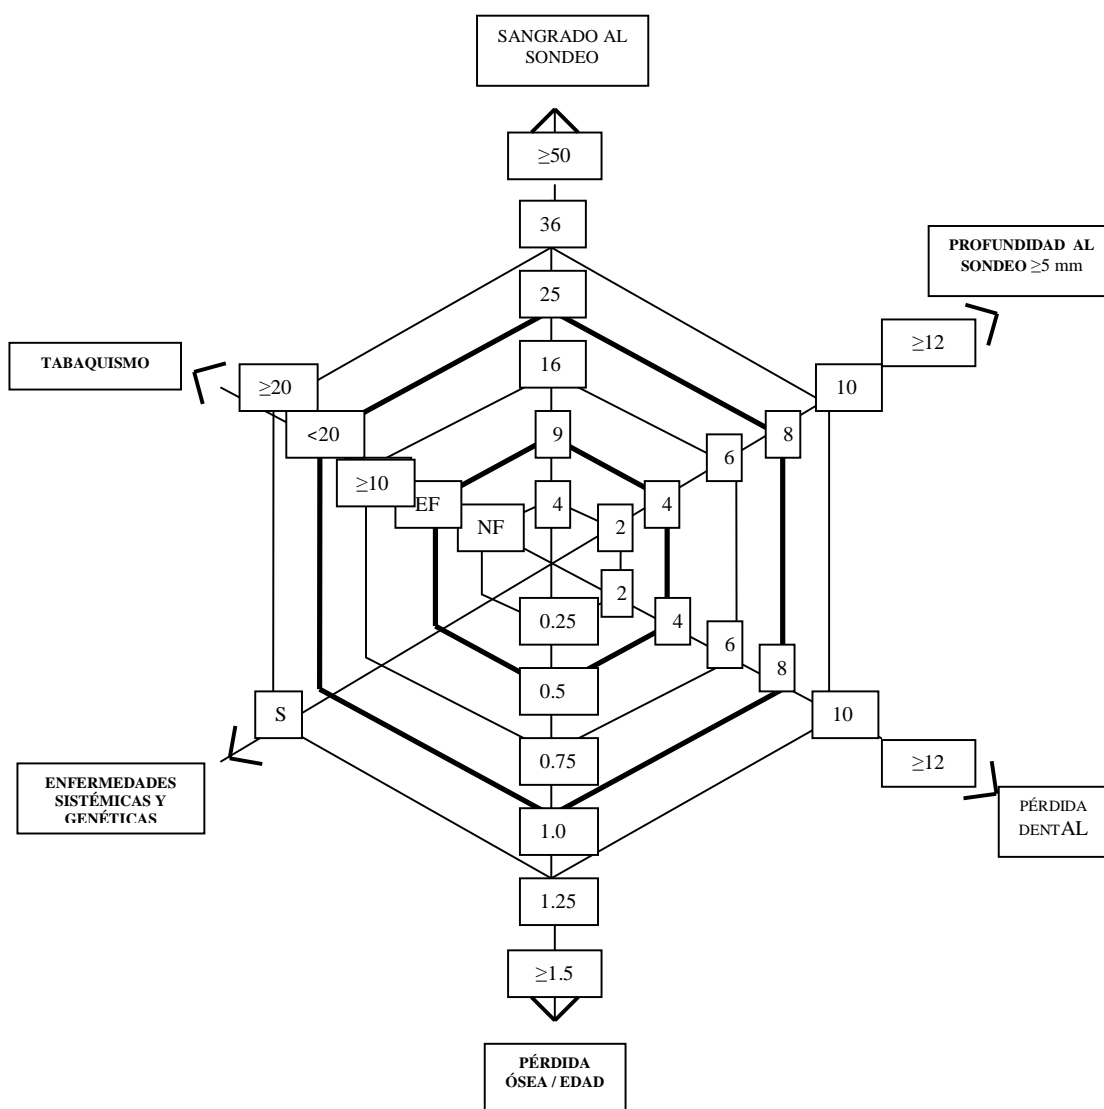 SANGRADO AL
SONDEO
≥50
36
PROFUNDIDAD AL
SONDEO ≥5 mm
25
≥12
TABAQUISMO
16
≥20
10
<20
9
8
6
≥10
EF
4
4
NF
2
2
0.25
4
6
8
0.5
S
10
0.75
≥12
ENFERMEDADES
SISTÉMICAS Y
GENÉTICAS
PÉRDIDA
DENTAL
1.0
1.25
≥1.5
PÉRDIDA
ÓSEA / EDAD